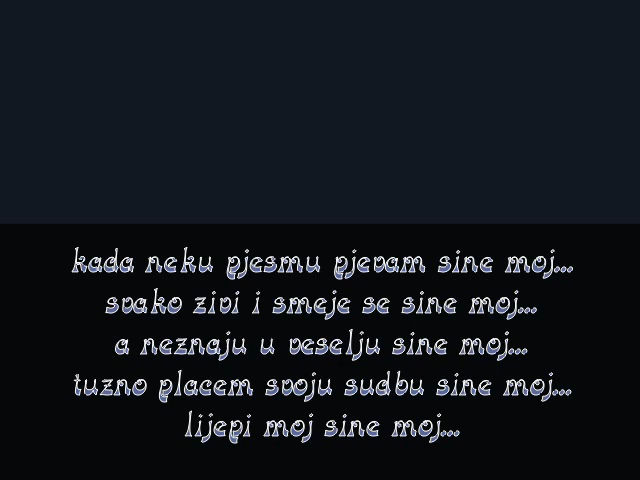 kada neku pjesmu pjevam sine moj...
svako zivi i smeje se sine moj...
a neznaju u veselju sine moj...
tuzno placem svoju sudbu sine moj...
lijepi moj sine moj...